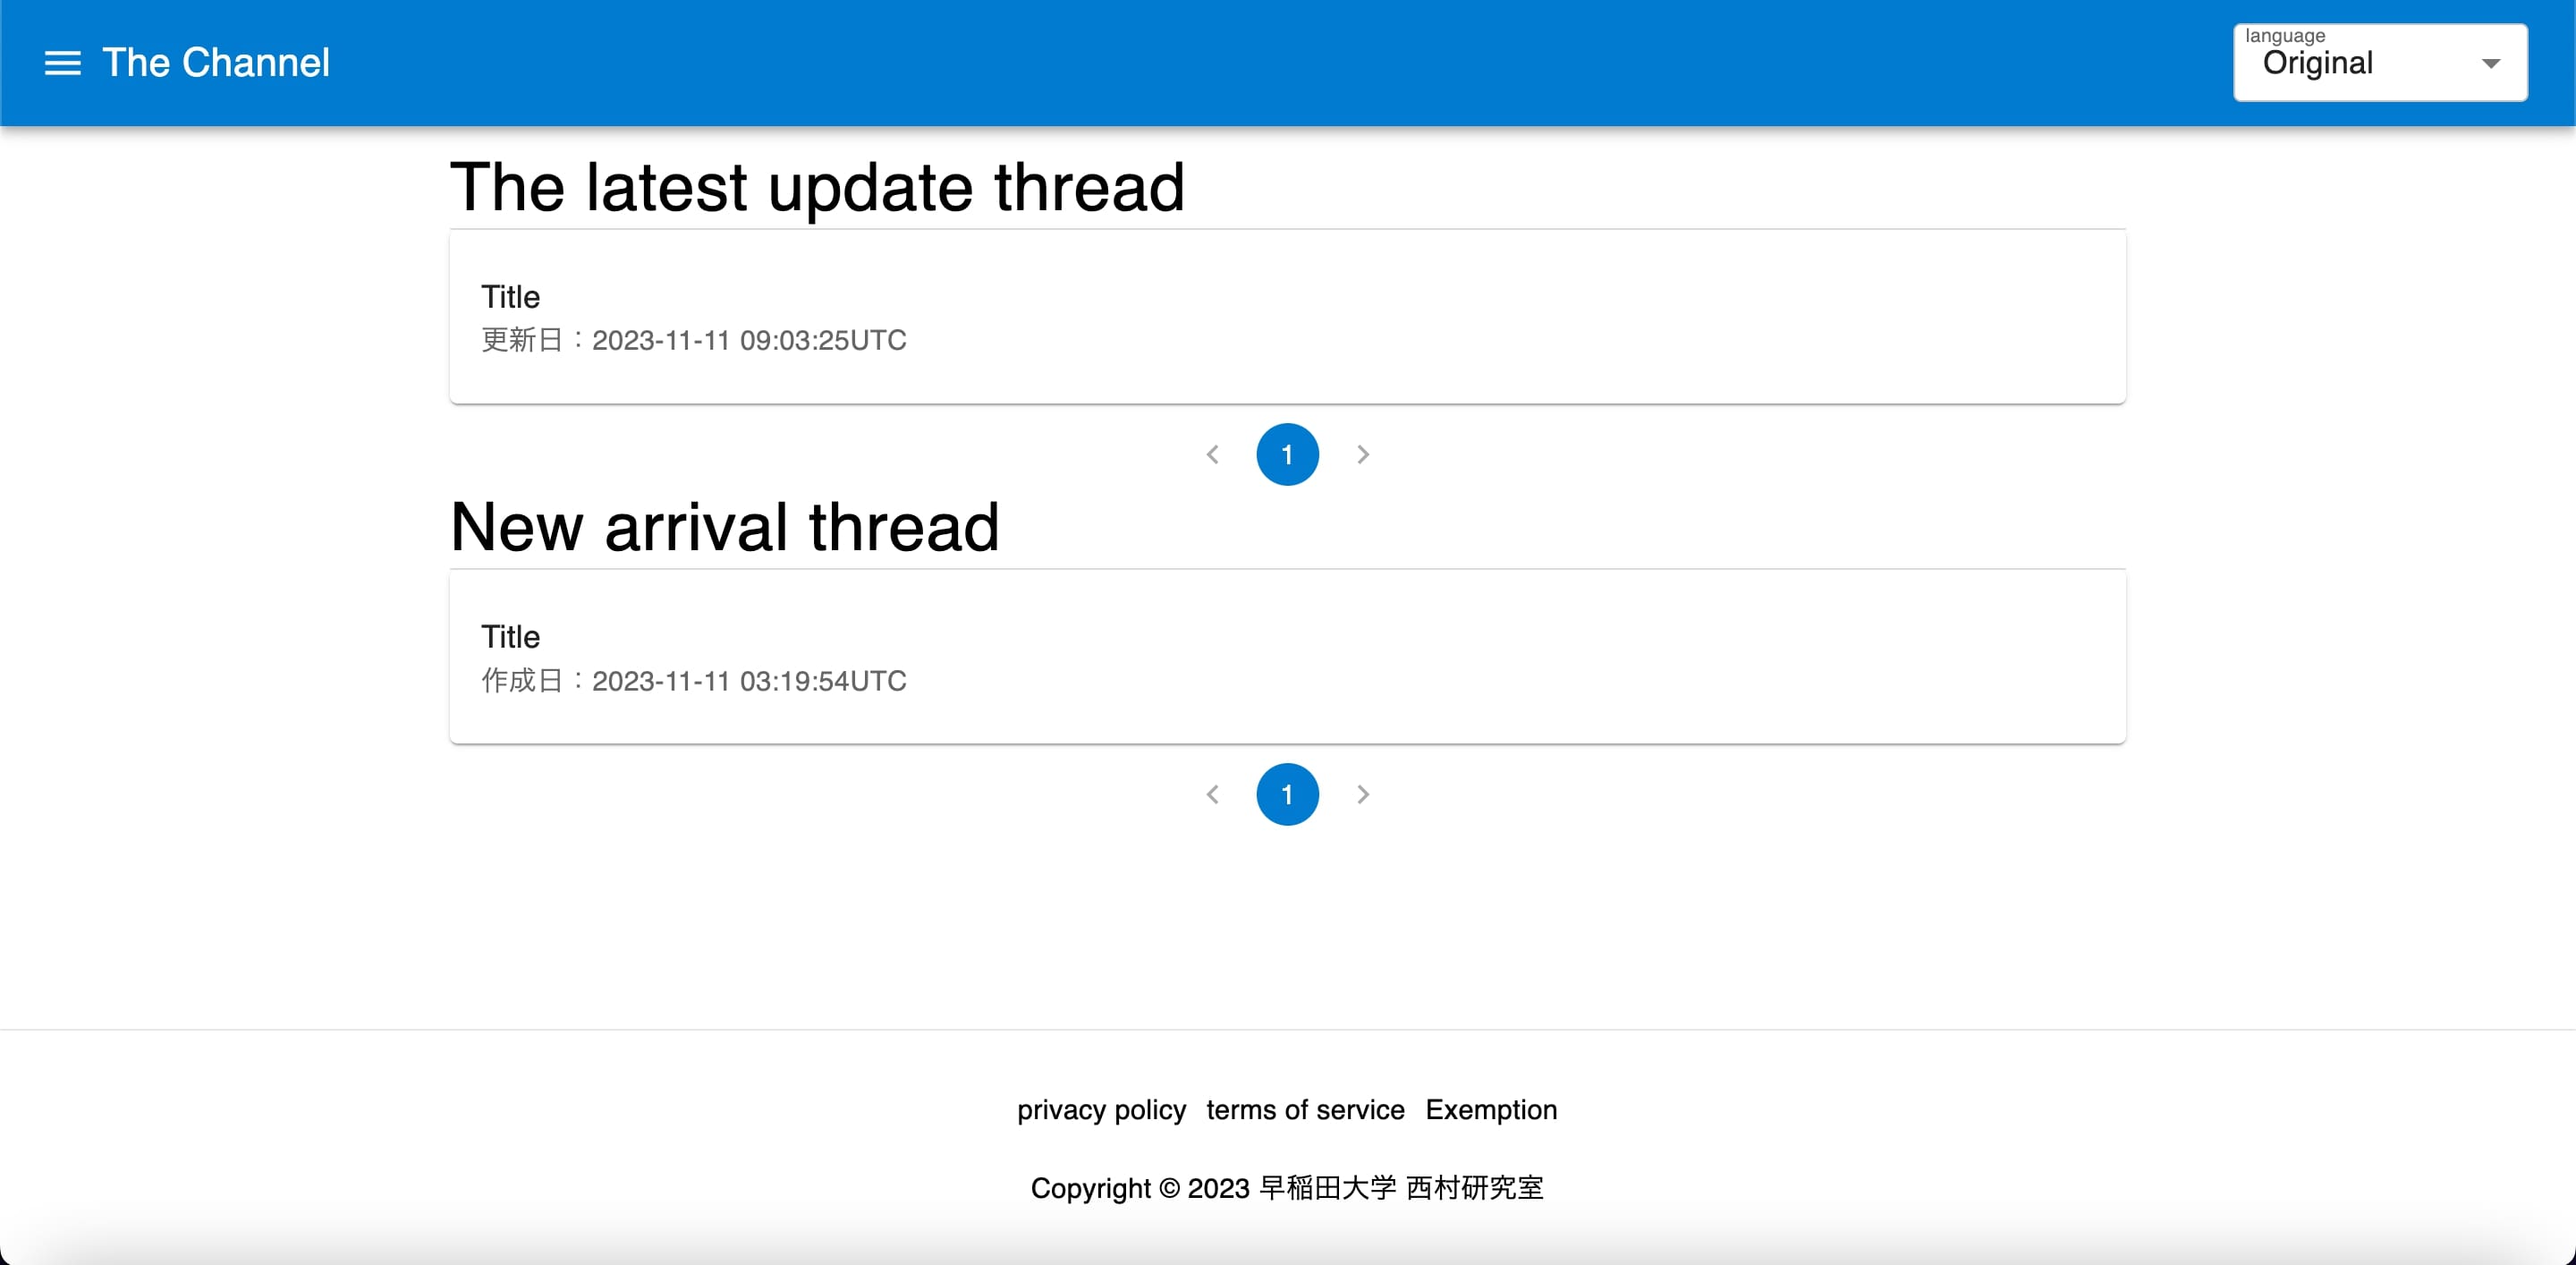 The Channel
language
Original
The latest update thread
Title
更新日：2023-11-11 09:03:25UTC
1
New arrival thread
Title
作成日：2023-11-11 03:19:54UTC
1
privacy policy terms of service Exemption
Copyright © 2023 早稲田大学 西村研究室